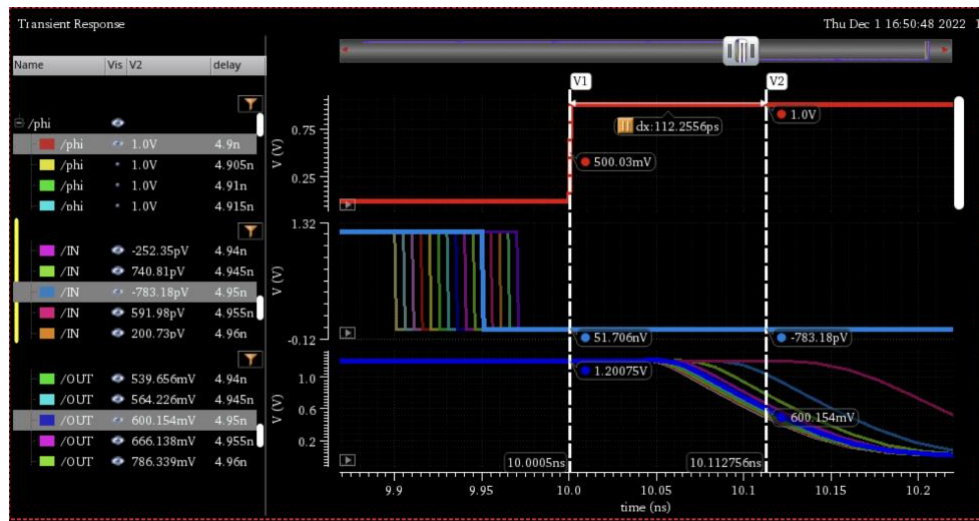 Transient Response
Thu Dec 1 16:50:48 2022 1
Name Vis V2 delay
/phi
/phi 1.0V 4.9n
/phi 1.0V 4.905n
/phi 1.0V 4.91n
/phi 1.0V 4.915n
/IN -252.35pV 4.94n
/IN 740.81pV 4.945n
/IN -783.18pV 4.95n
/IN 591.98pV 4.955n
/IN 200.73pV 4.96n
/OUT 539.656mV 4.94n
/OUT 564.226mV 4.945n
/OUT 600.154mV 4.95n
/OUT 666.138mV 4.955n
/OUT 786.339mV 4.96n
V1 V2
V (V)
0.75
0.25
dx:112.2556ps
1.0V
500.03mV
V (V)
1.32
-0.12
51.706nV
-783.18pV
V (V)
1.0
0.6
0.2
1.20075V
600.154mV
10.0005ns
10.112756ns
9.9 9.95 10.0 10.05 10.1 10.15 10.2
time (ns)